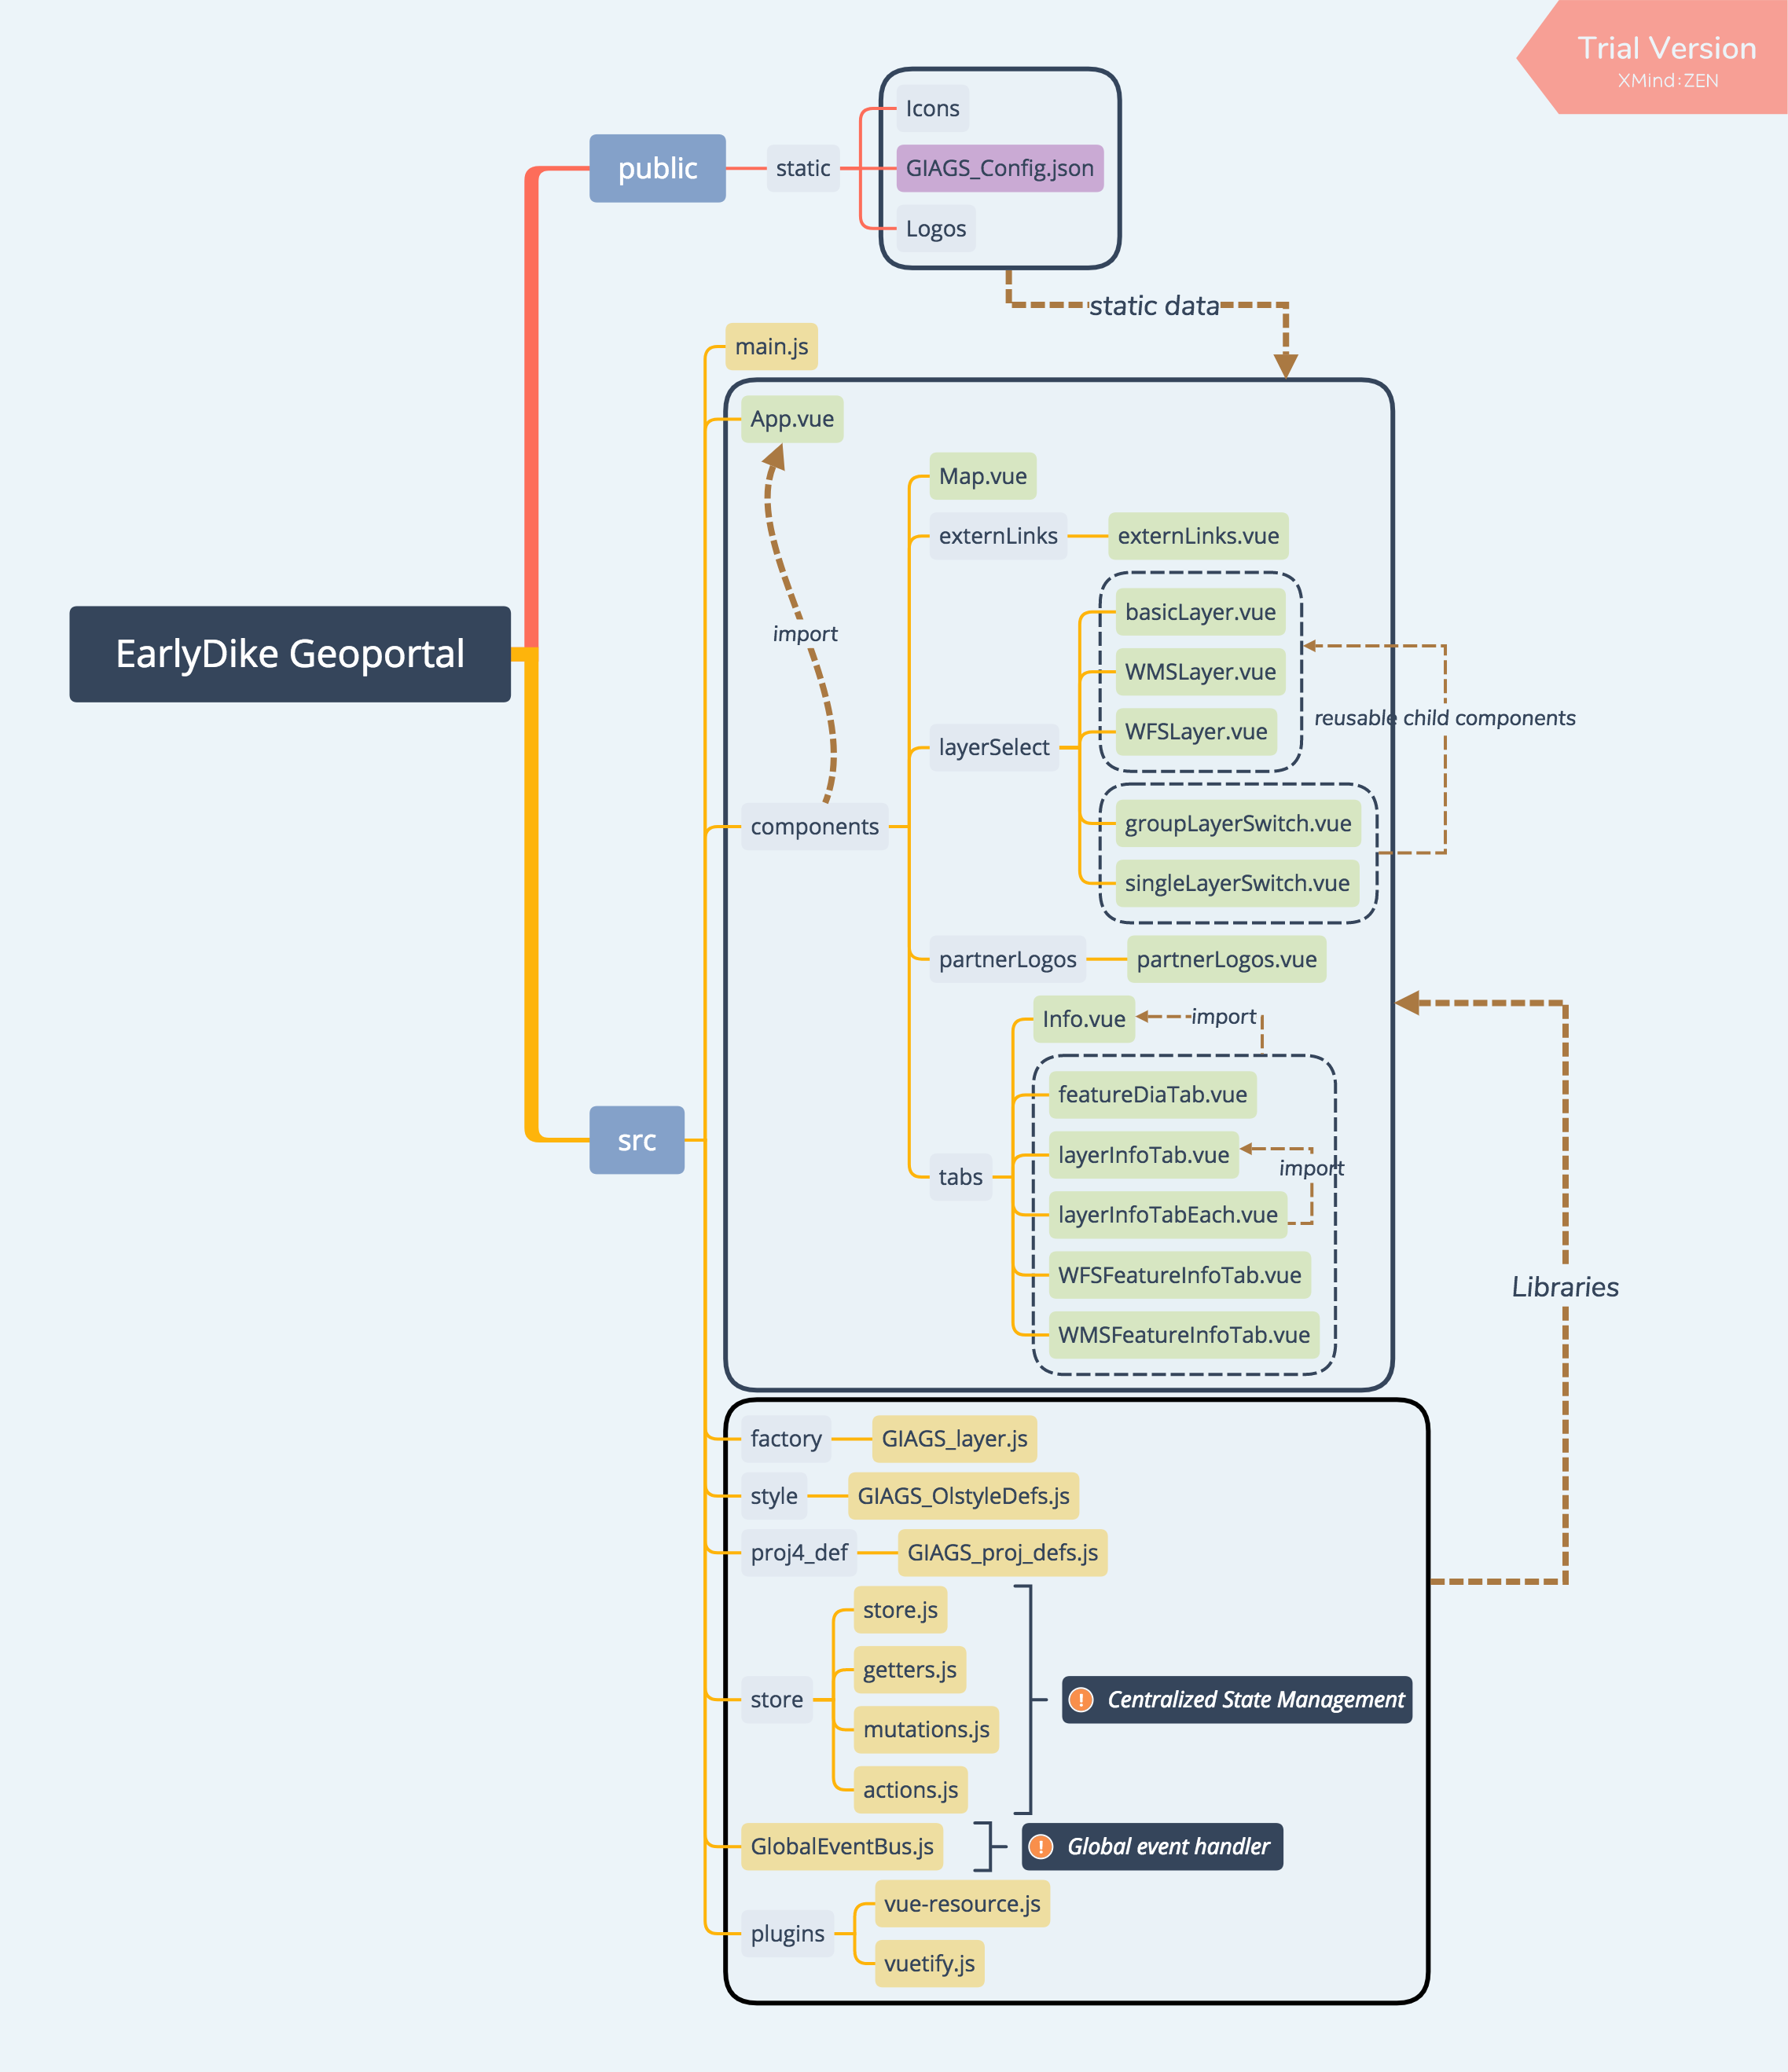 Trial Version
XMind:ZEN
Icons
public
static
GIAGS_Config.json
Logos
static data
main.js
App.vue
Map.vue
externLinks
externLinks.vue
basicLayer.vue
import
EarlyDike Geoportal
WMSLayer.vue
reusable child components
WFSLayer.vue
layerSelect
components
groupLayerSwitch.vue
singleLayerSwitch.vue
partnerLogos
partnerLogos.vue
Info.vue
import
featureDiaTab.vue
src
layerInfoTab.vue
import
tabs
layerInfoTabEach.vue
WFSFeatureInfoTab.vue
Libraries
WMSFeatureInfoTab.vue
factory
GIAGS_layer.js
style
GIAGS_OlstyleDefs.js
proj4_def
GIAGS_proj_defs.js
store.js
getters.js
store
Centralized State Management
mutations.js
actions.js
GlobalEventBus.js
Global event handler
vue-resource.js
plugins
vuetify.js